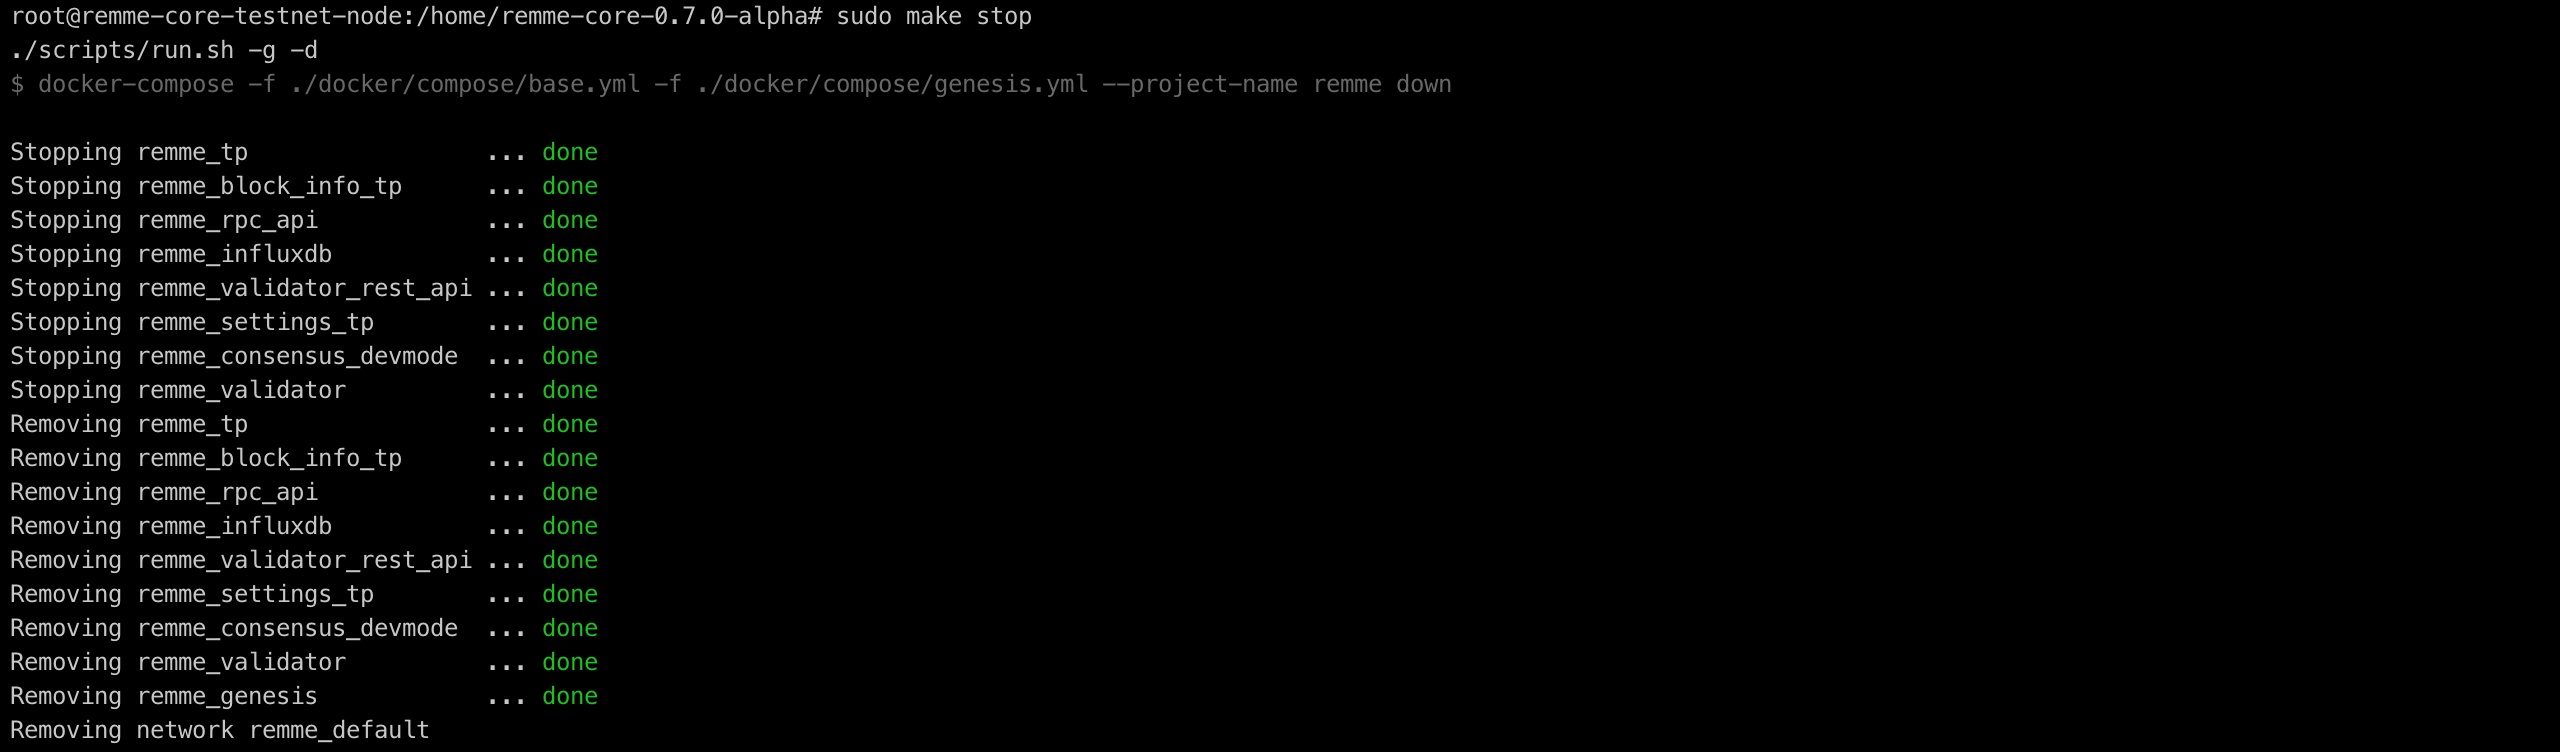 root@remme-core-testnet-node:/home/remme-core-0.7.0-alpha# sudo make stop
./scripts/run.sh -g -d
$ docker-compose -f ./docker/compose/base.yml -f ./docker/compose/genesis.yml --project-name remme down
Stopping remme_tp                 ... done
Stopping remme_block_info_tp      ... done
Stopping remme_rpc_api            ... done
Stopping remme_influxdb           ... done
Stopping remme_validator_rest_api ... done
Stopping remme_settings_tp        ... done
Stopping remme_consensus_devmode  ... done
Stopping remme_validator          ... done
Removing remme_tp                 ... done
Removing remme_block_info_tp      ... done
Removing remme_rpc_api            ... done
Removing remme_influxdb           ... done
Removing remme_validator_rest_api ... done
Removing remme_settings_tp        ... done
Removing remme_consensus_devmode  ... done
Removing remme_validator          ... done
Removing remme_genesis            ... done
Removing network remme_default